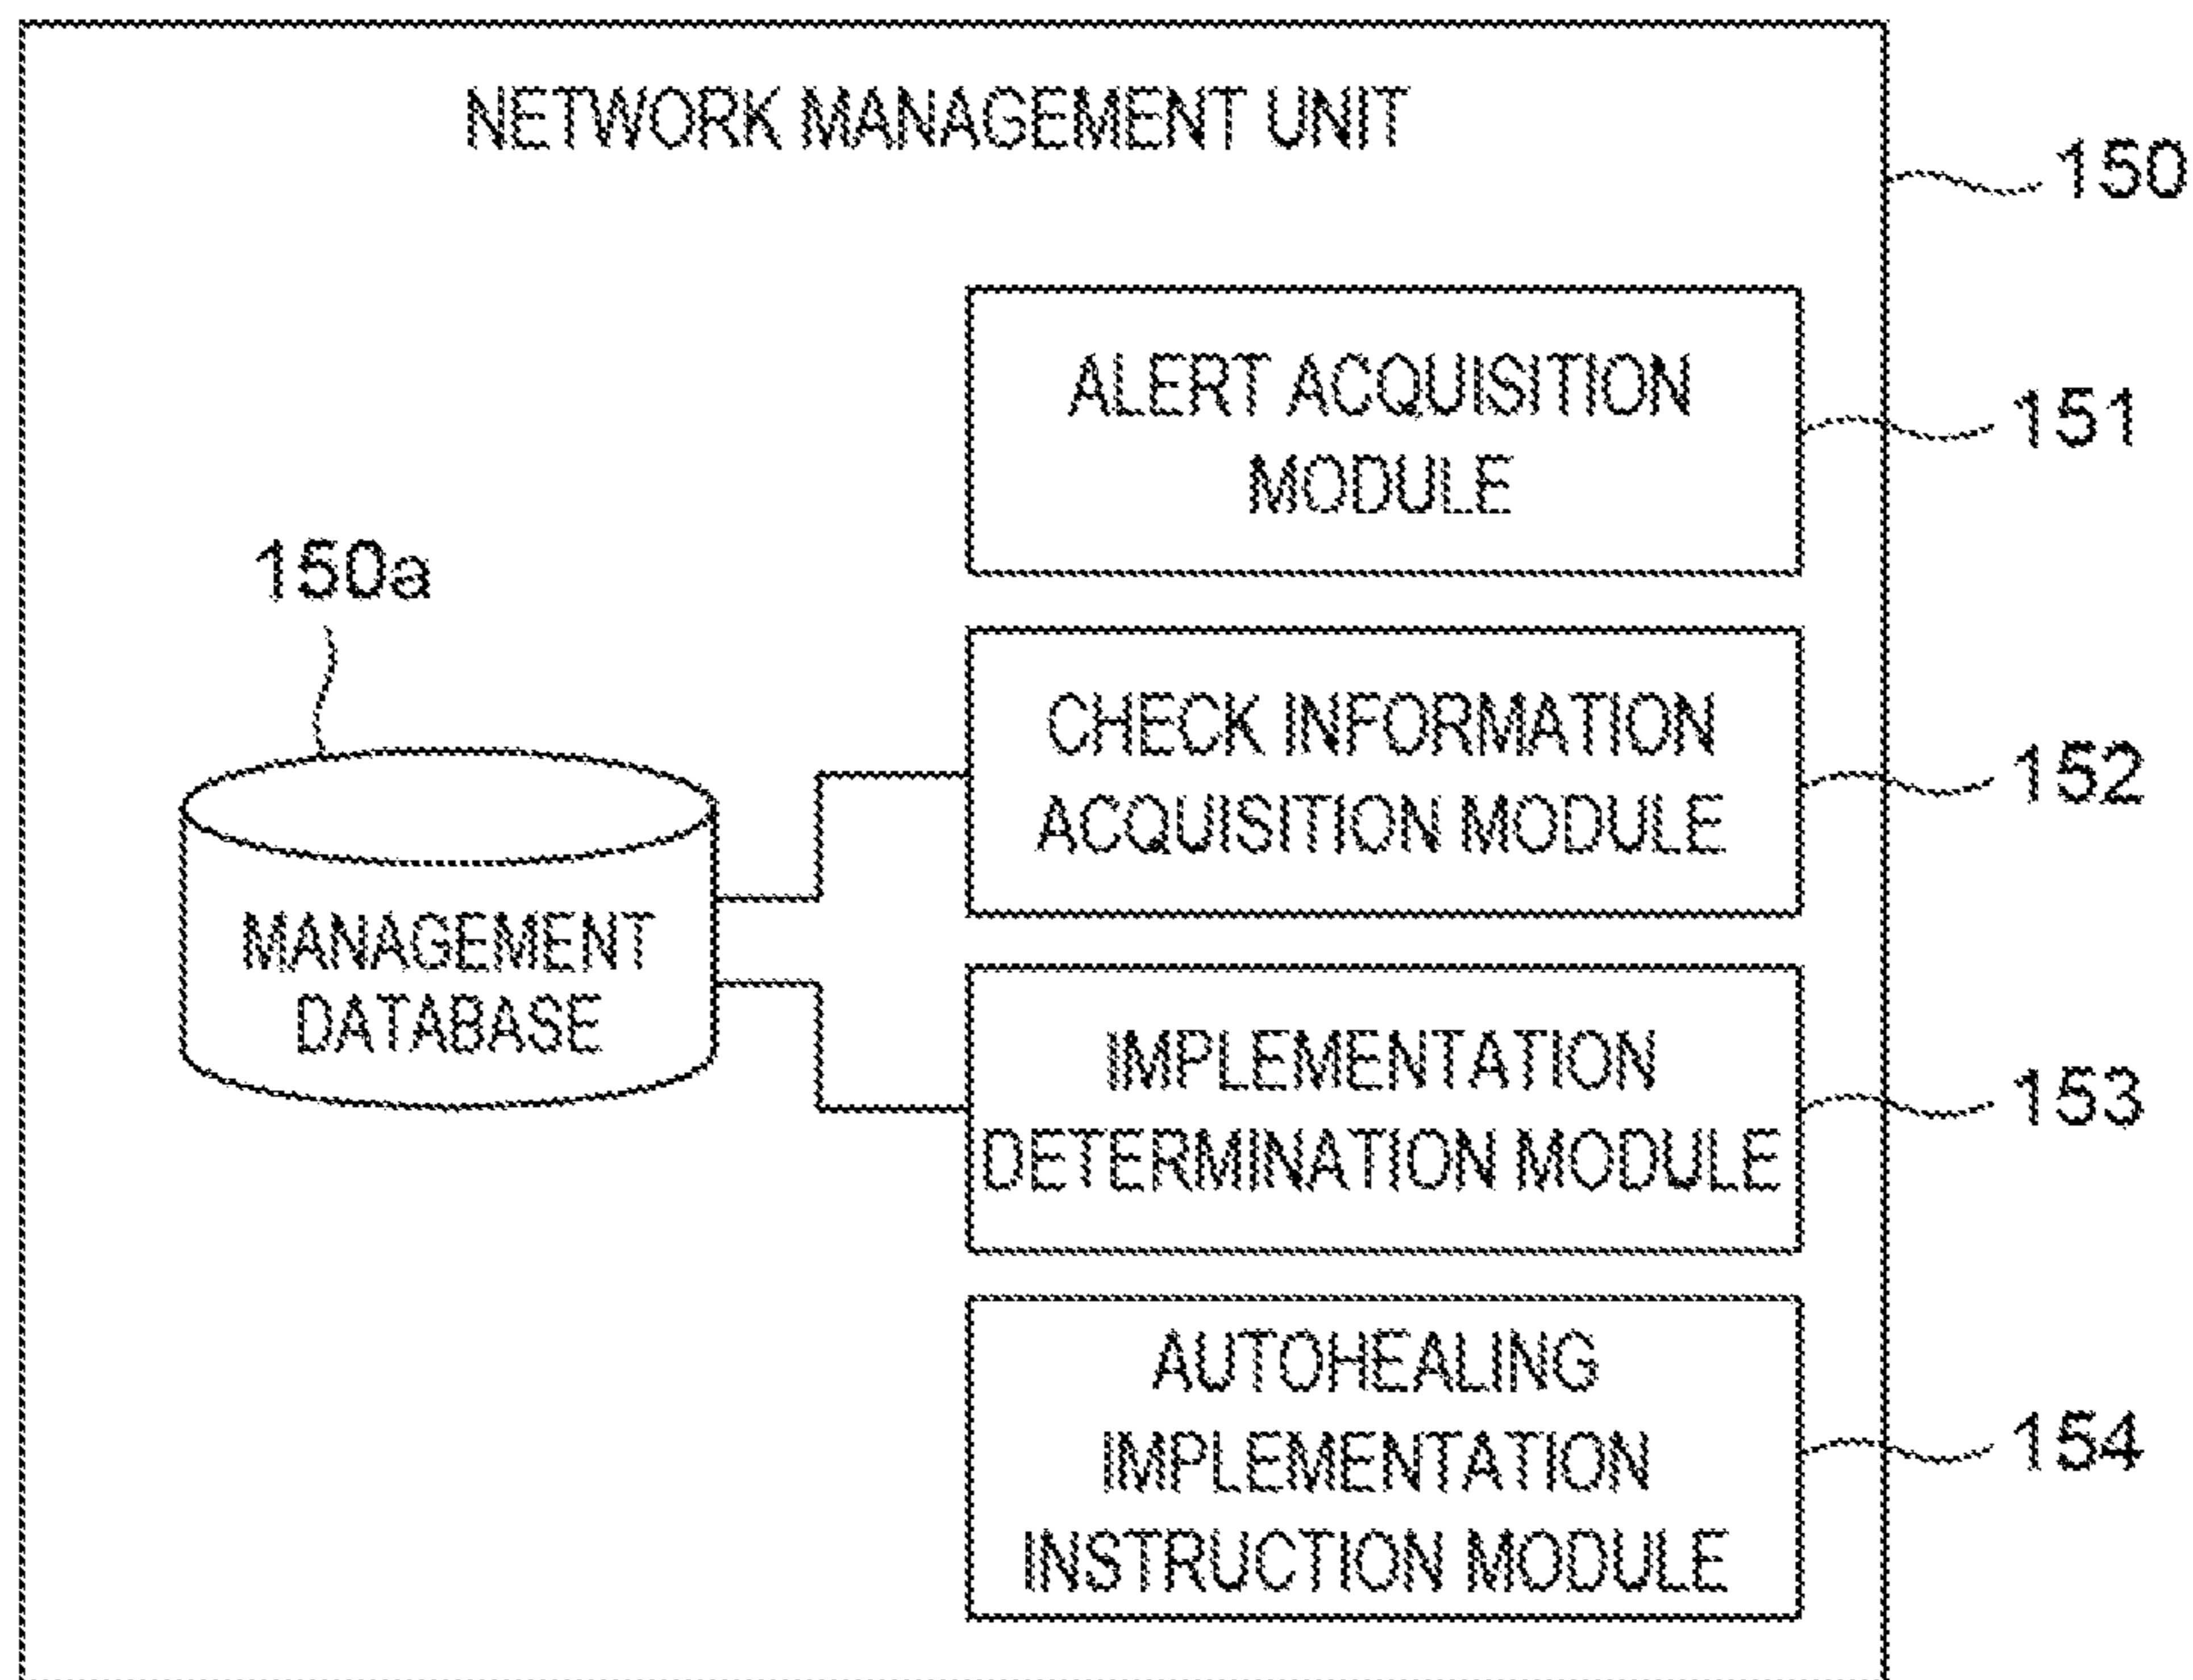 NETWORK MANAGEMENT UNIT
150
ALERT ACQUISITION
MODULE
151
150a
CHECK INFORMATION
ACQUISITION MODULE
152
MANAGEMENT
DATABASE
IMPLEMENTATION
DETERMINATION MODULE
153
AUTOHEALING
IMPLEMENTATION
INSTRUCTION MODULE
154